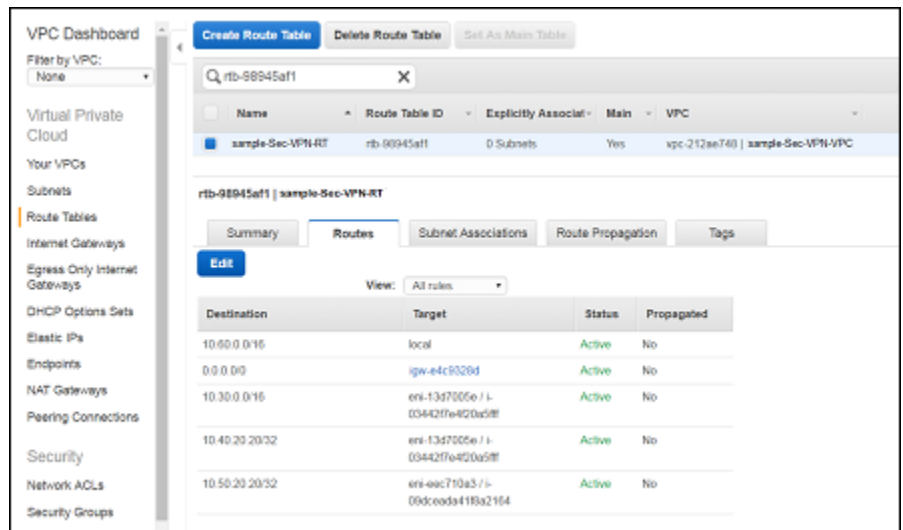 VPC Dashboard
Filter by VPC:
None
Virtual Private
Cloud
Your VPCs
Subnets
Route Tables
Internet Gateways
Egress Only Internet
Gateways
DHCP Options Sets
Elastic IPs
Endpoints
NAT Gateways
Peering Connections
Security
Network ACLs
Security Groups
Create Route Table Delete Route Table Set As Main Table
rtb-98945af1
Name Route Table ID Explicitly Associat Main VPC
sample-Sec-VPN-RT rtb-98945af1 0 Subnets Yes vpc-212ae748 | sample-Sec-VPN-VPC
rtb-98945af1 | sample-Sec-VPN-RT
Summary Routes Subnet Associations Route Propagation Tags
Edit
View: All rules
Destination Target Status Propagated
10.60.0.0/16 local Active No
0.0.0.0/0 igw-e4c9328d Active No
10.30.0.0/16 eni-13d7005e / i-
03442f7e4f20a5fff Active No
10.40.20.20/32 eni-13d7005e / i-
03442f7e4f20a5fff Active No
10.50.20.20/32 eni-eec710a3 / i-
09dceada41f8a2164 Active No